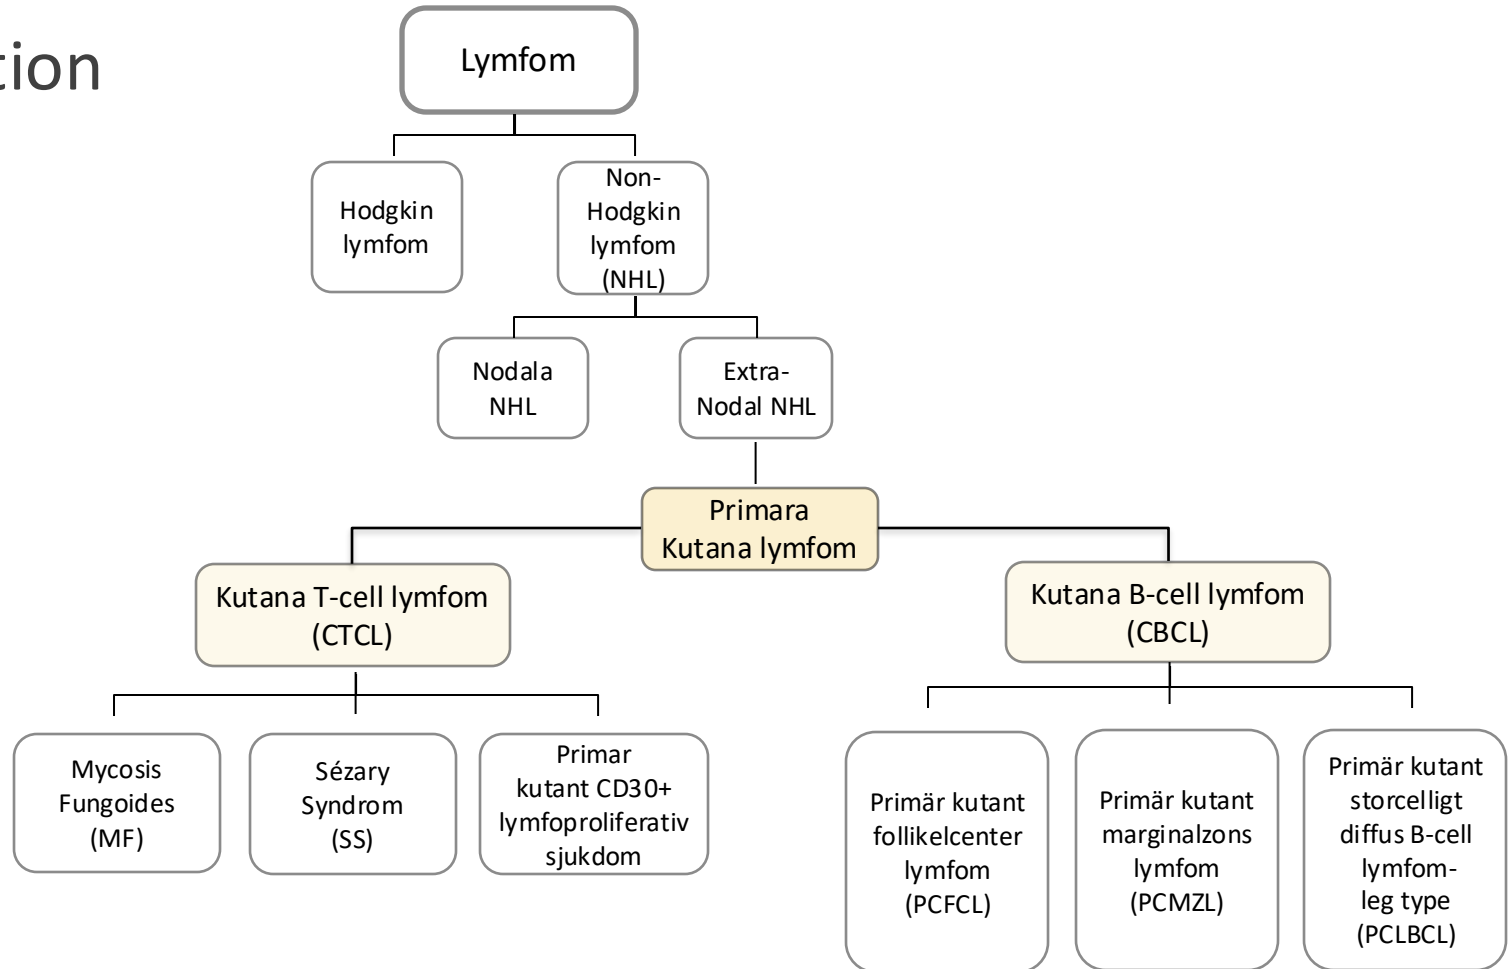 tion
Lymfom
Hodgkin
lymfom
Non-
Hodgkin
lymfom
(NHL)
Nodala
NHL
Extra-
Nodal NHL
Primara
Kutana lymfom
Kutana T-cell lymfom
(CTCL)
Kutana B-cell lymfom
(CBCL)
Mycosis
Fungoides
(MF)
Sézary
Syndrom
(SS)
Primar
kutant CD30+
lymfoproliferativ
sjukdom
Primär kutant
follikelcenter
lymfom
(PCFCL)
Primär kutant
marginalzons
lymfom
(PCMZL)
Primär kutant
storcelligt
diffus B-cell
lymfom-
leg type
(PCLBCL)